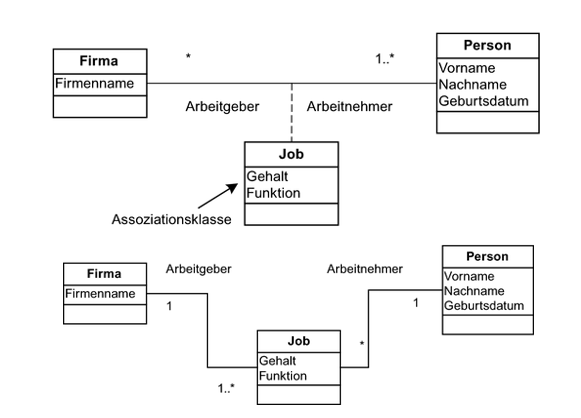 Firma
Firmenname
*
1..*
Person
Vorname
Nachname
Geburtsdatum
Arbeitgeber
Arbeitnehmer
Job
Gehalt
Funktion
Assoziationsklasse
Firma
Firmenname
Arbeitgeber
1
Arbeitnehmer
Person
Vorname
Nachname
Geburtsdatum
1
Job
Gehalt
Funktion
*
1..*